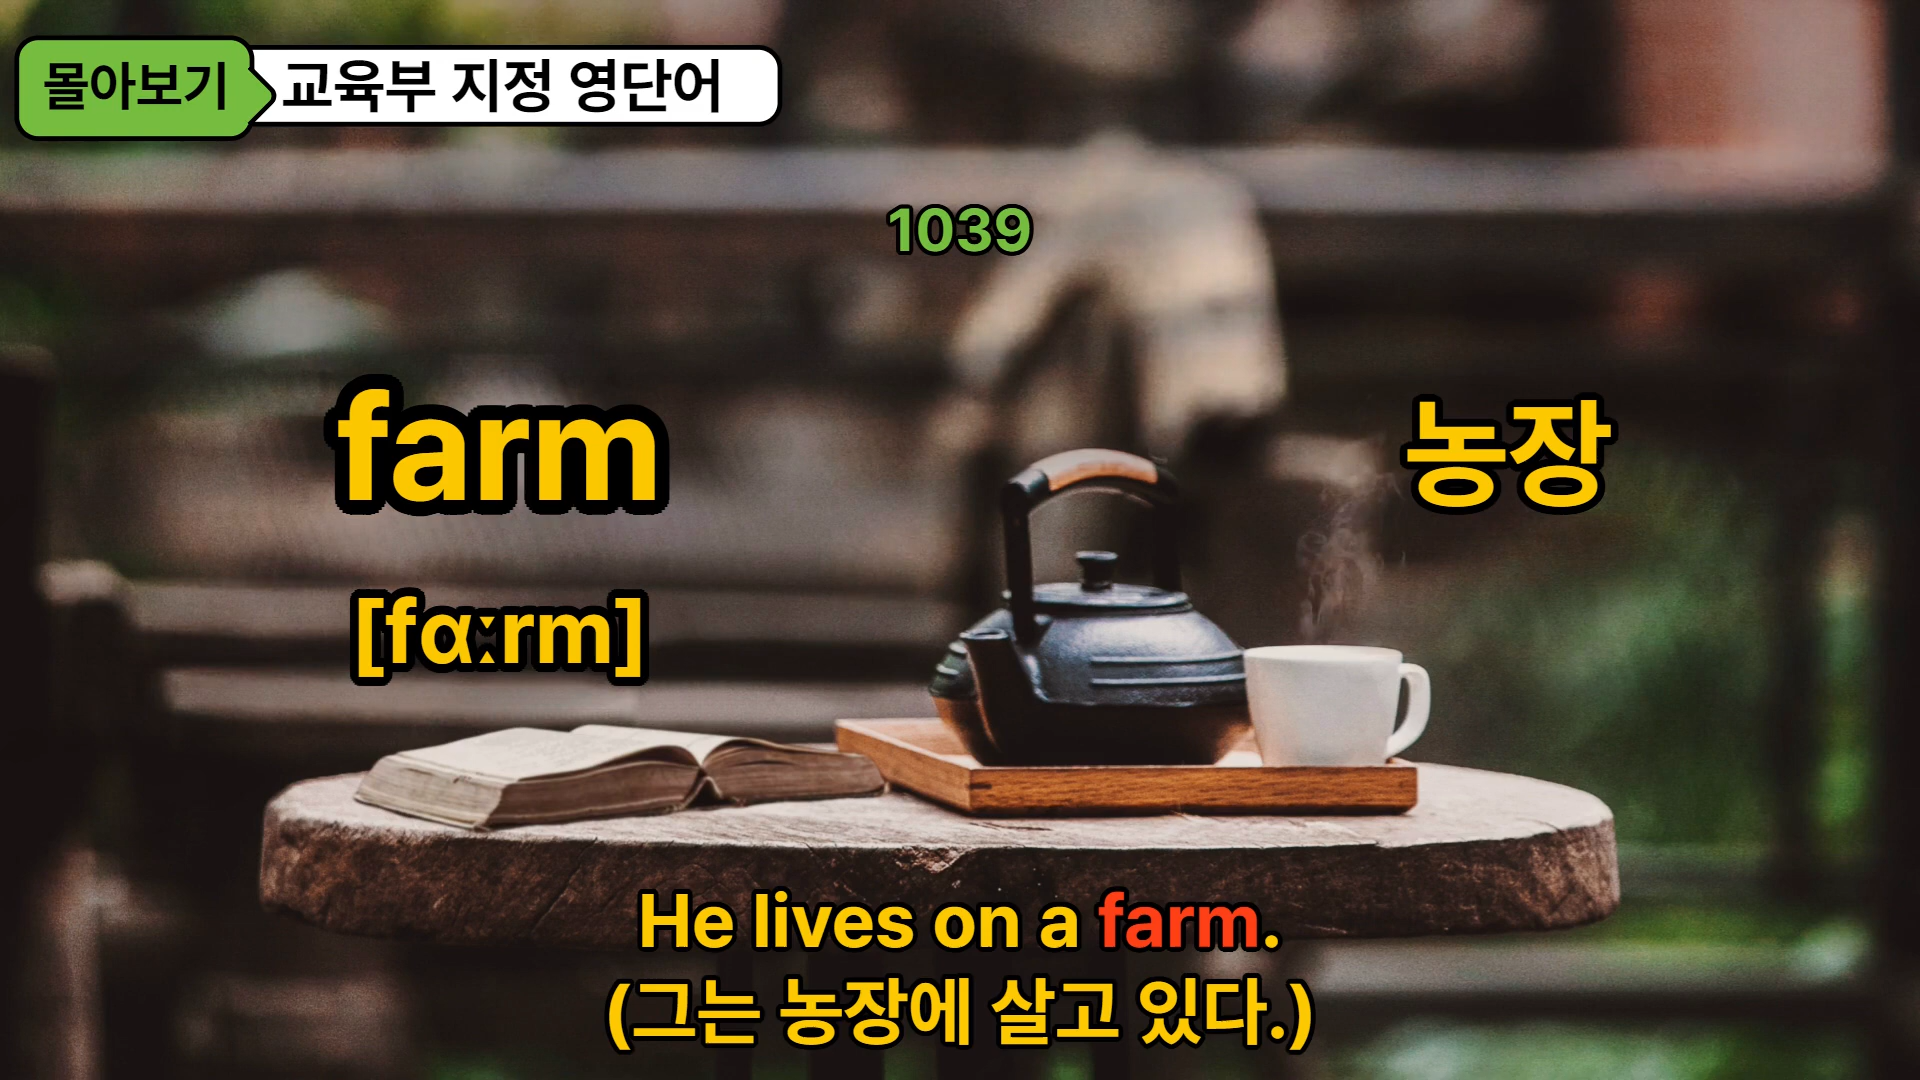 몰아보기
교육부 지정 영단어
1039
farm
농장
[fɑːrm]
He lives on a farm.
(그는 농장에 살고 있다.)